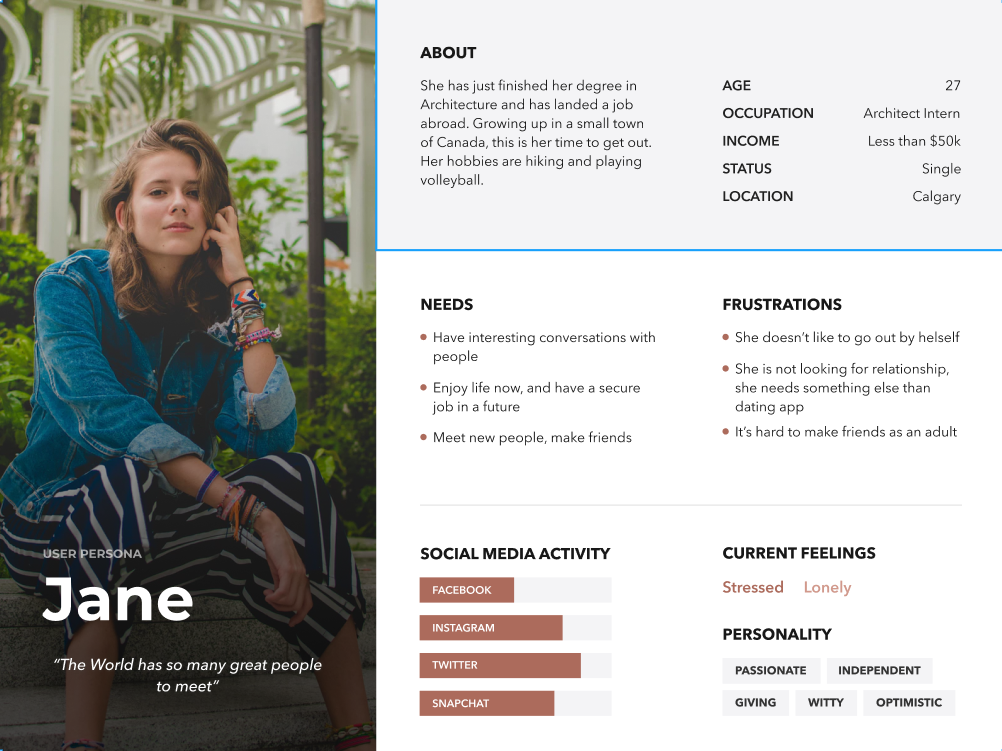 ABOUT
She has just finished her degree in
Architecture and has landed a job
abroad. Growing up in a small town
of Canada, this is her time to get out.
Her hobbies are hiking and playing
volleyball.
AGE 27
OCCUPATION Architect Intern
INCOME Less than $50k
STATUS Single
LOCATION Calgary
NEEDS
Have interesting conversations with
people
Enjoy life now, and have a secure
job in a future
Meet new people, make friends
FRUSTRATIONS
She doesn’t like to go out by helself
She is not looking for relationship,
she needs something else than
dating app
It’s hard to make friends as an adult
USER PERSONA
Jane
“The World has so many great people
to meet”
SOCIAL MEDIA ACTIVITY
FACEBOOK
INSTAGRAM
TWITTER
SNAPCHAT
CURRENT FEELINGS
Stressed Lonely
PERSONALITY
PASSIONATE INDEPENDENT
GIVING WITTY OPTIMISTIC